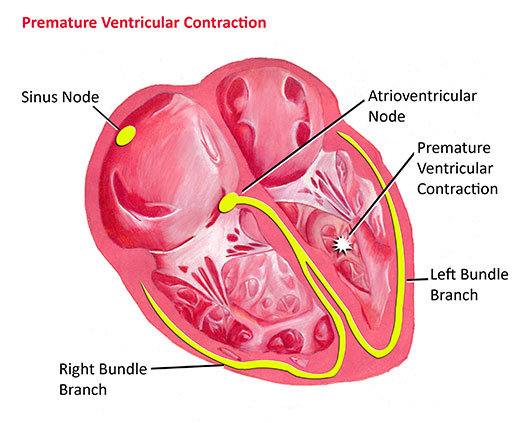 Premature Ventricular Contraction
Sinus Node
Atrioventricular
Node
Premature
Ventricular
Contraction
Left Bundle
Branch
Right Bundle
Branch